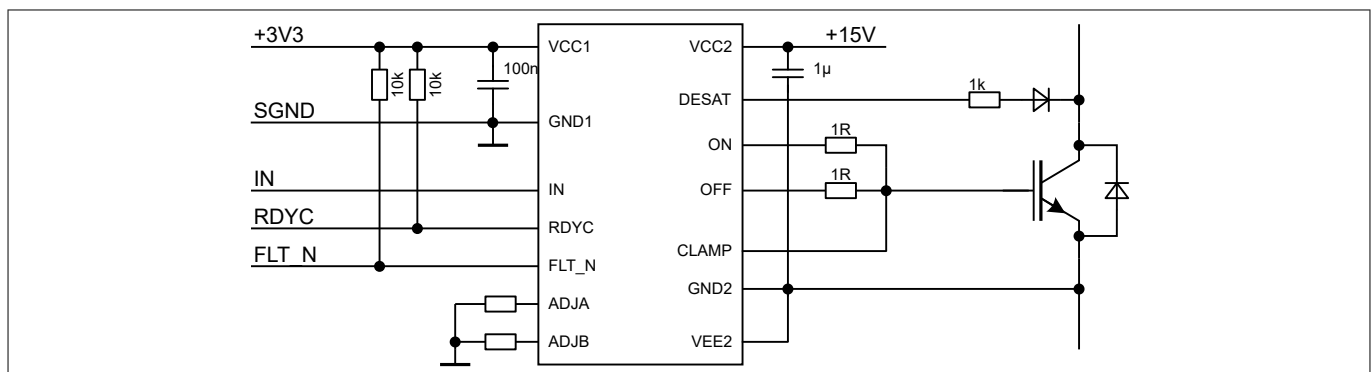 +3V3
10k
10k
100n
SGND
IN
RDYC
FLT_N
VCC1
GND1
IN
RDYC
FLT_N
ADJA
ADJB
VCC2
DESAT
ON
OFF
CLAMP
GND2
VEE2
+15V
1µ
1k
1R
1R